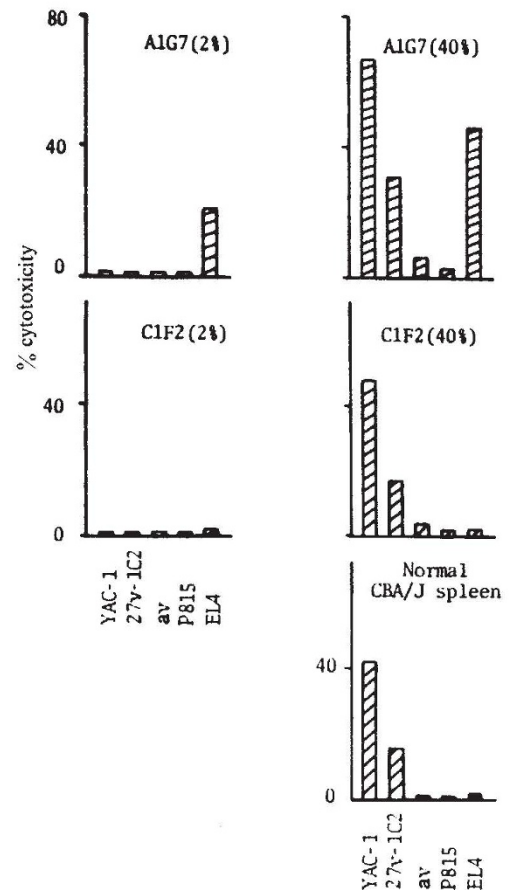 % cytotoxicity
80
40
0
A1G7(2%)
A1G7(40%)
40
0
C1F2(2%)
C1F2(40%)
YAC-1
27v-1C2
av
P815
EL4
Normal
CBA/J spleen
40
0
YAC-1
27v-1C2
av
P815
EL4